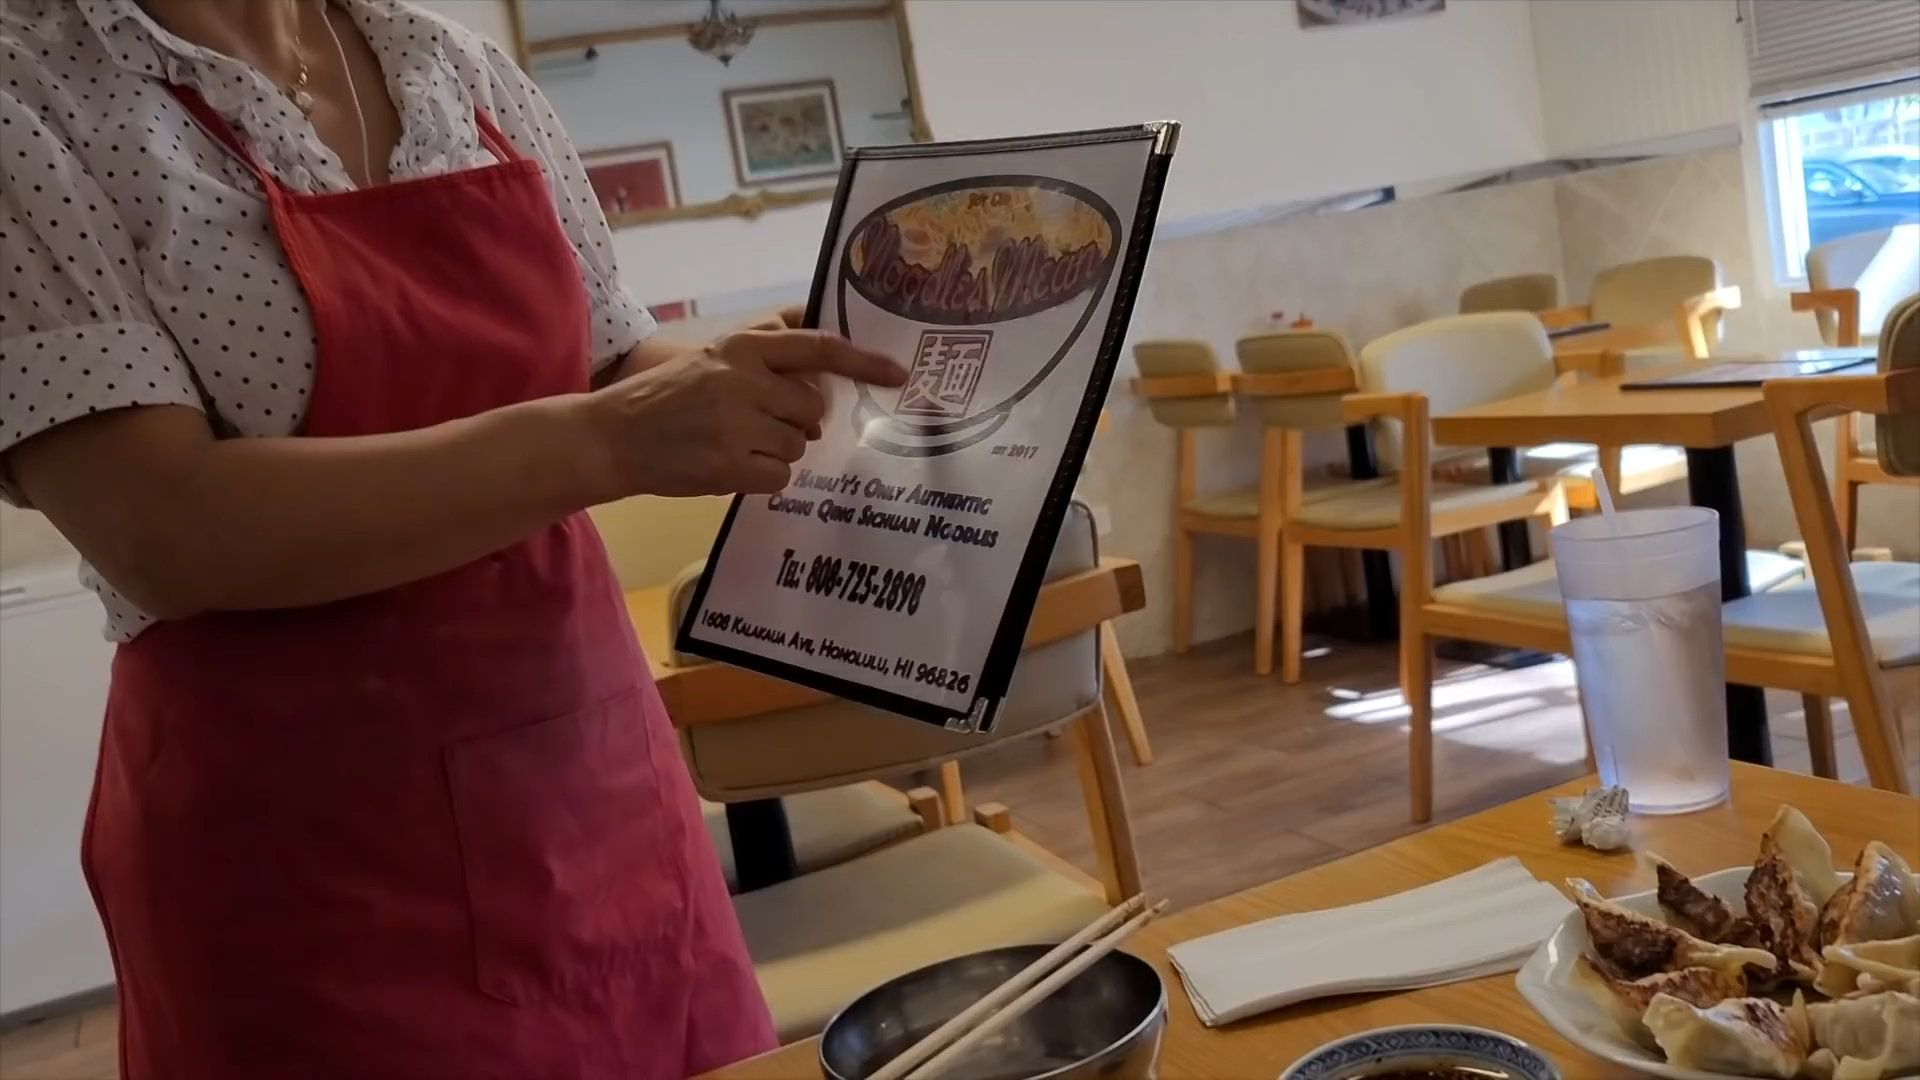 Noodles Mean
麺
EST 2017
Hawai'i's Only Authentic
Chong Qing Sichuan Noodles
Tel: 808-725-2890
1608 Kalakaua Ave, Honolulu, HI 96826